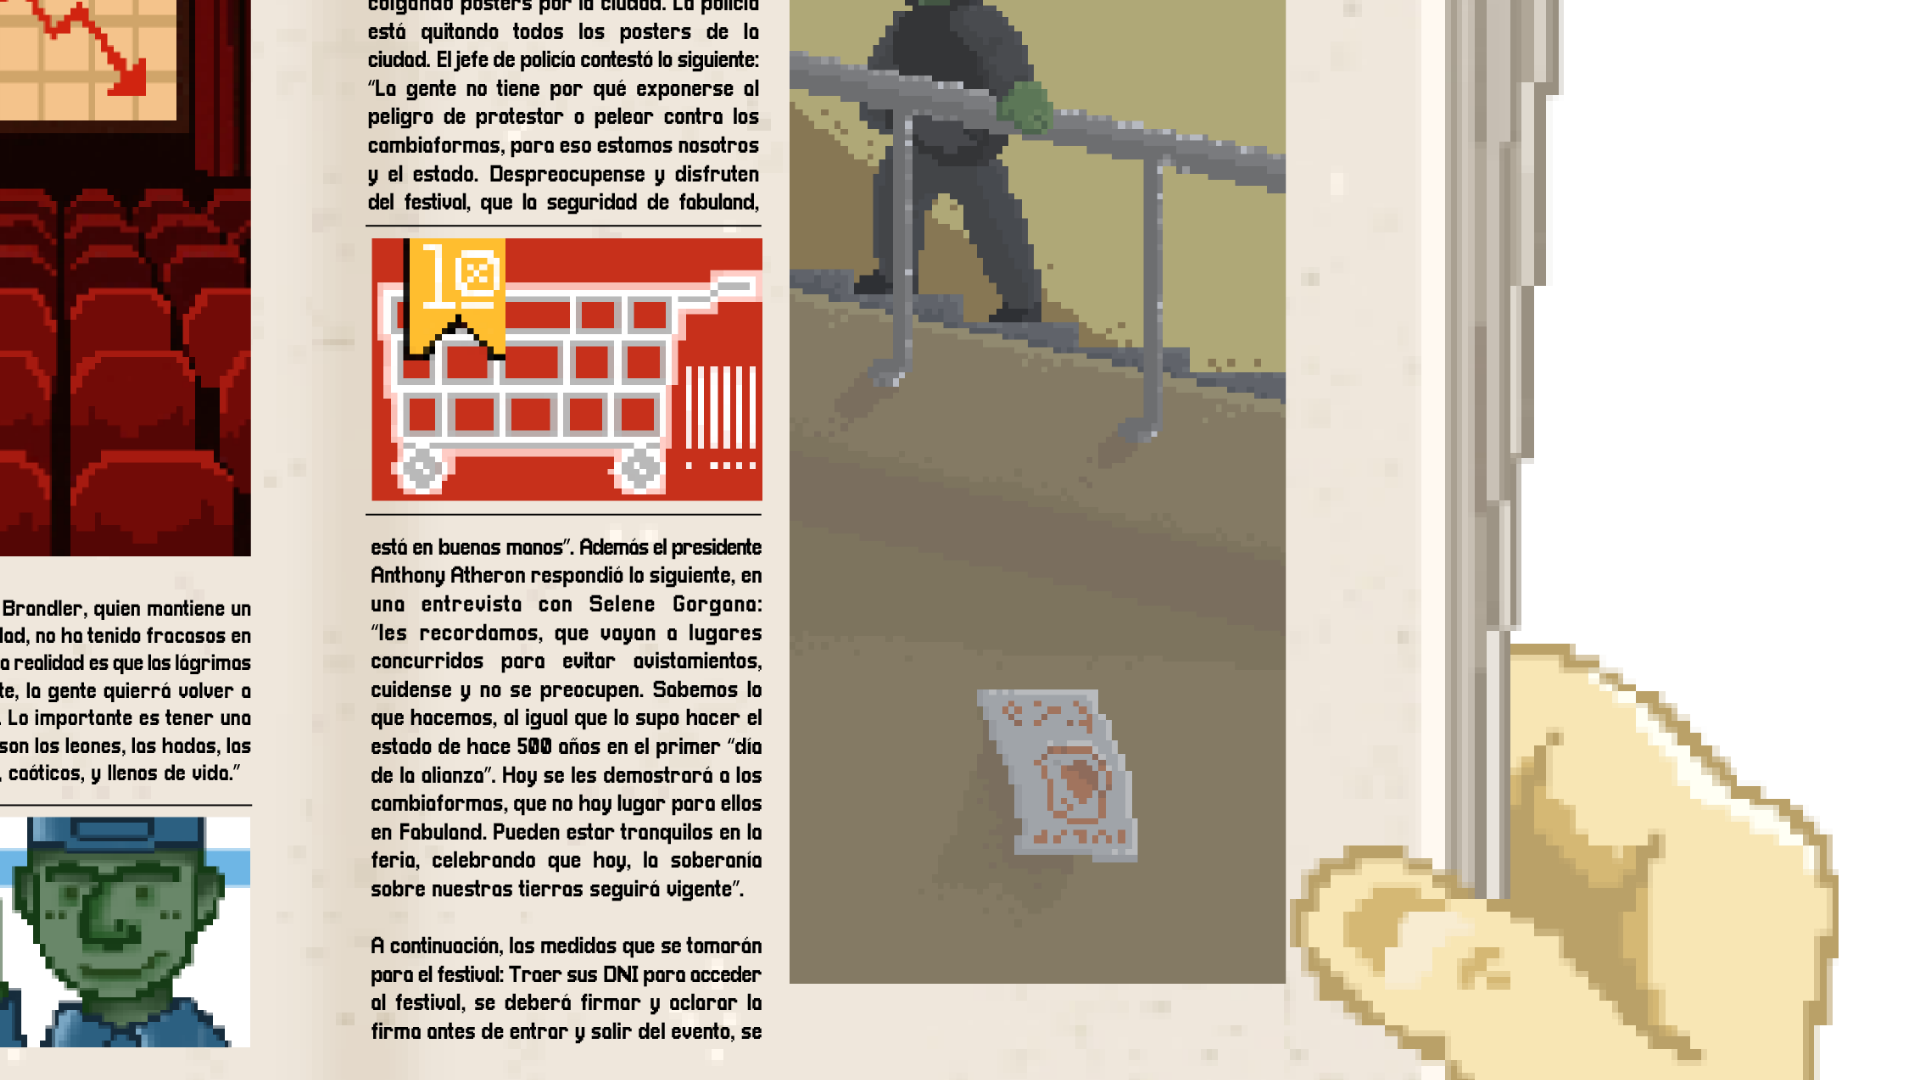 Brandler, quien mantiene un
dad, no ha tenido fracasos en
a realidad es que las lágrimas
te, la gente quierrá volver a
. Lo importante es tener una
son los leones, las hadas, las
, caóticos, y llenos de vida.”
colgando posters por la ciudad. La policía
está quitando todos los posters de la
ciudad. El jefe de policía contestó lo siguiente:
“La gente no tiene por qué exponerse al
peligro de protestar o pelear contra los
cambiaformas, para eso estamos nosotros
y el estado. Despreocupense y disfruten
del festival, que la seguridad de fabuland,
está en buenas manos”. Además el presidente
Anthony Atheron respondió lo siguiente, en
una entrevista con Selene Gorgana:
“les recordamos, que vayan a lugares
concurridos para evitar avistamientos,
cuidense y no se preocupen. Sabemos lo
que hacemos, al igual que lo supo hacer el
estado de hace 500 años en el primer “día
de la alianza”. Hoy se les demostrará a los
cambiaformas, que no hay lugar para ellos
en Fabuland. Pueden estar tranquilos en la
feria, celebrando que hoy, la soberanía
sobre nuestras tierras seguirá vigente”.
A continuación, las medidas que se tomarán
para el festival: Traer sus DNI para acceder
al festival, se deberá firmar y aclarar la
firma antes de entrar y salir del evento, se